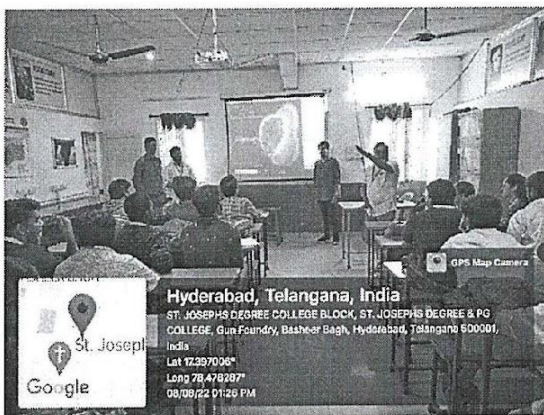 GPS Map Camera
Hyderabad, Telangana, India
ST. JOSEPHS DEGREE COLLEGE BLOCK, ST. JOSEPHS DEGREE & PG
COLLEGE, Gun Foundry, Basheer Bagh, Hyderabad, Telangana 500001,
India
Lat 17.397006°
Long 78.478287°
08/08/22 01:26 PM
St. Josepl
Google